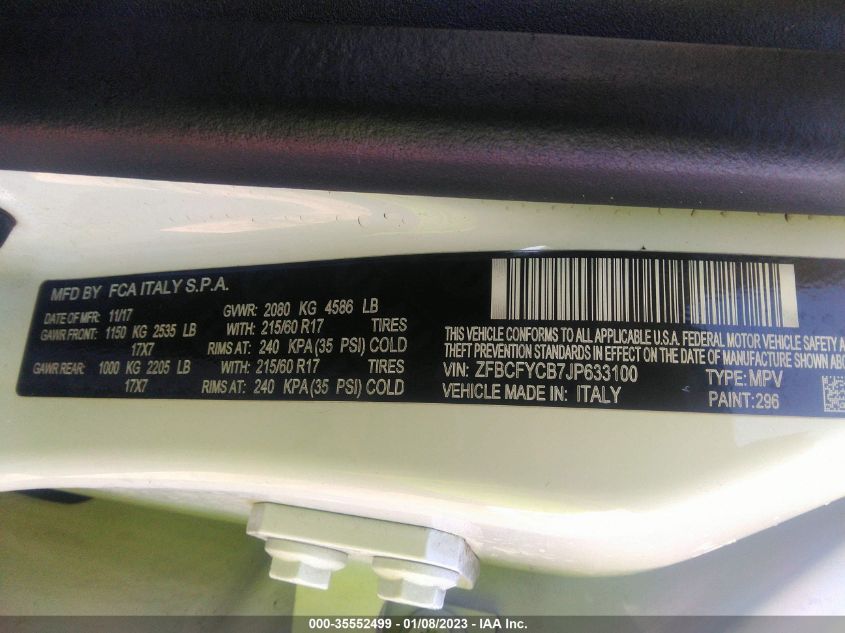 MFD BY FCA ITALY S.P.A.
DATE OF MFR: 11/17 GVWR: 2080 KG 4586 LB
GAWR FRONT: 1150 KG 2535 LB WITH: 215/60 R17 TIRES
17X7 RIMS AT: 240 KPA(35 PSI) COLD
GAWR REAR: 1000 KG 2205 LB WITH: 215/60 R17 TIRES
17X7 RIMS AT: 240 KPA(35 PSI) COLD
THIS VEHICLE CONFORMS TO ALL APPLICABLE U.S.A. FEDERAL MOTOR VEHICLE SAFETY A
THEFT PREVENTION STANDARDS IN EFFECT ON THE DATE OF MANUFACTURE SHOWN ABOVE.
VIN: ZFBCFYCB7JP633100 TYPE: MPV
VEHICLE MADE IN: ITALY PAINT:296
000-35552499 - 01/08/2023 - IAA Inc.